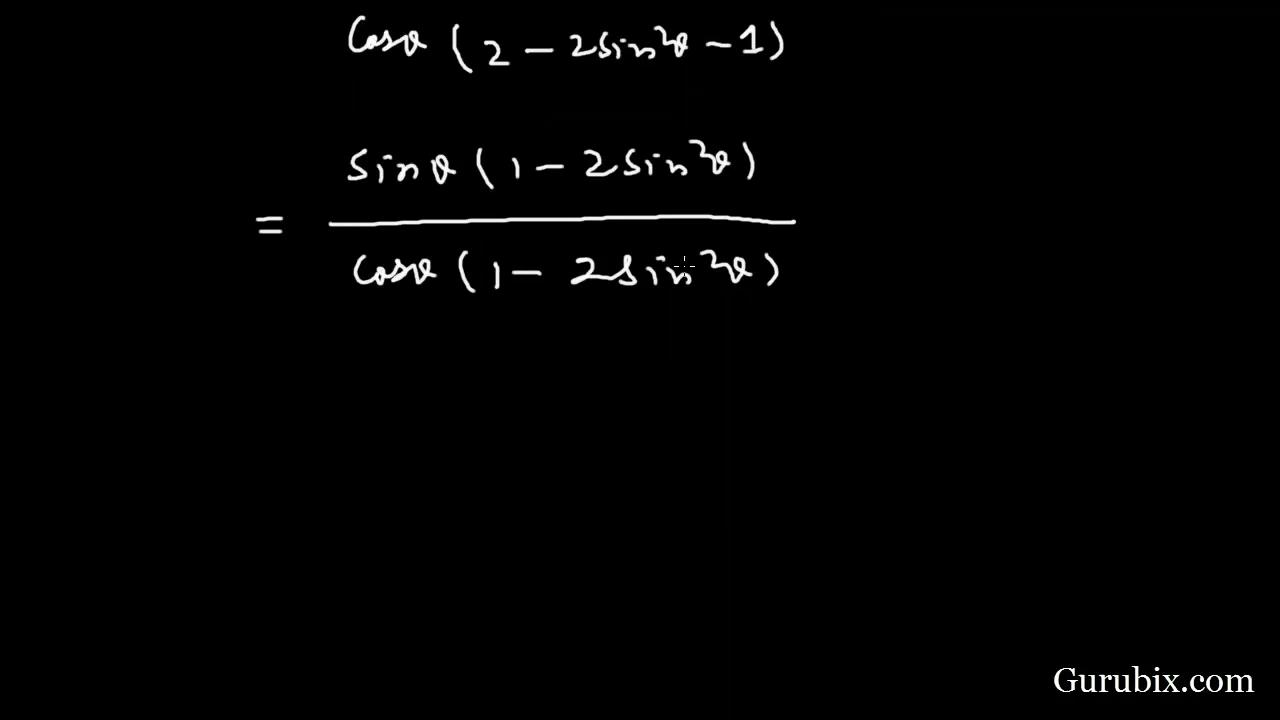 Cosθ (2 - 2sin²θ - 1)
sinθ (1 - 2sin²θ)
=
cosθ (1 - 2sin²θ)
Gurubix.com